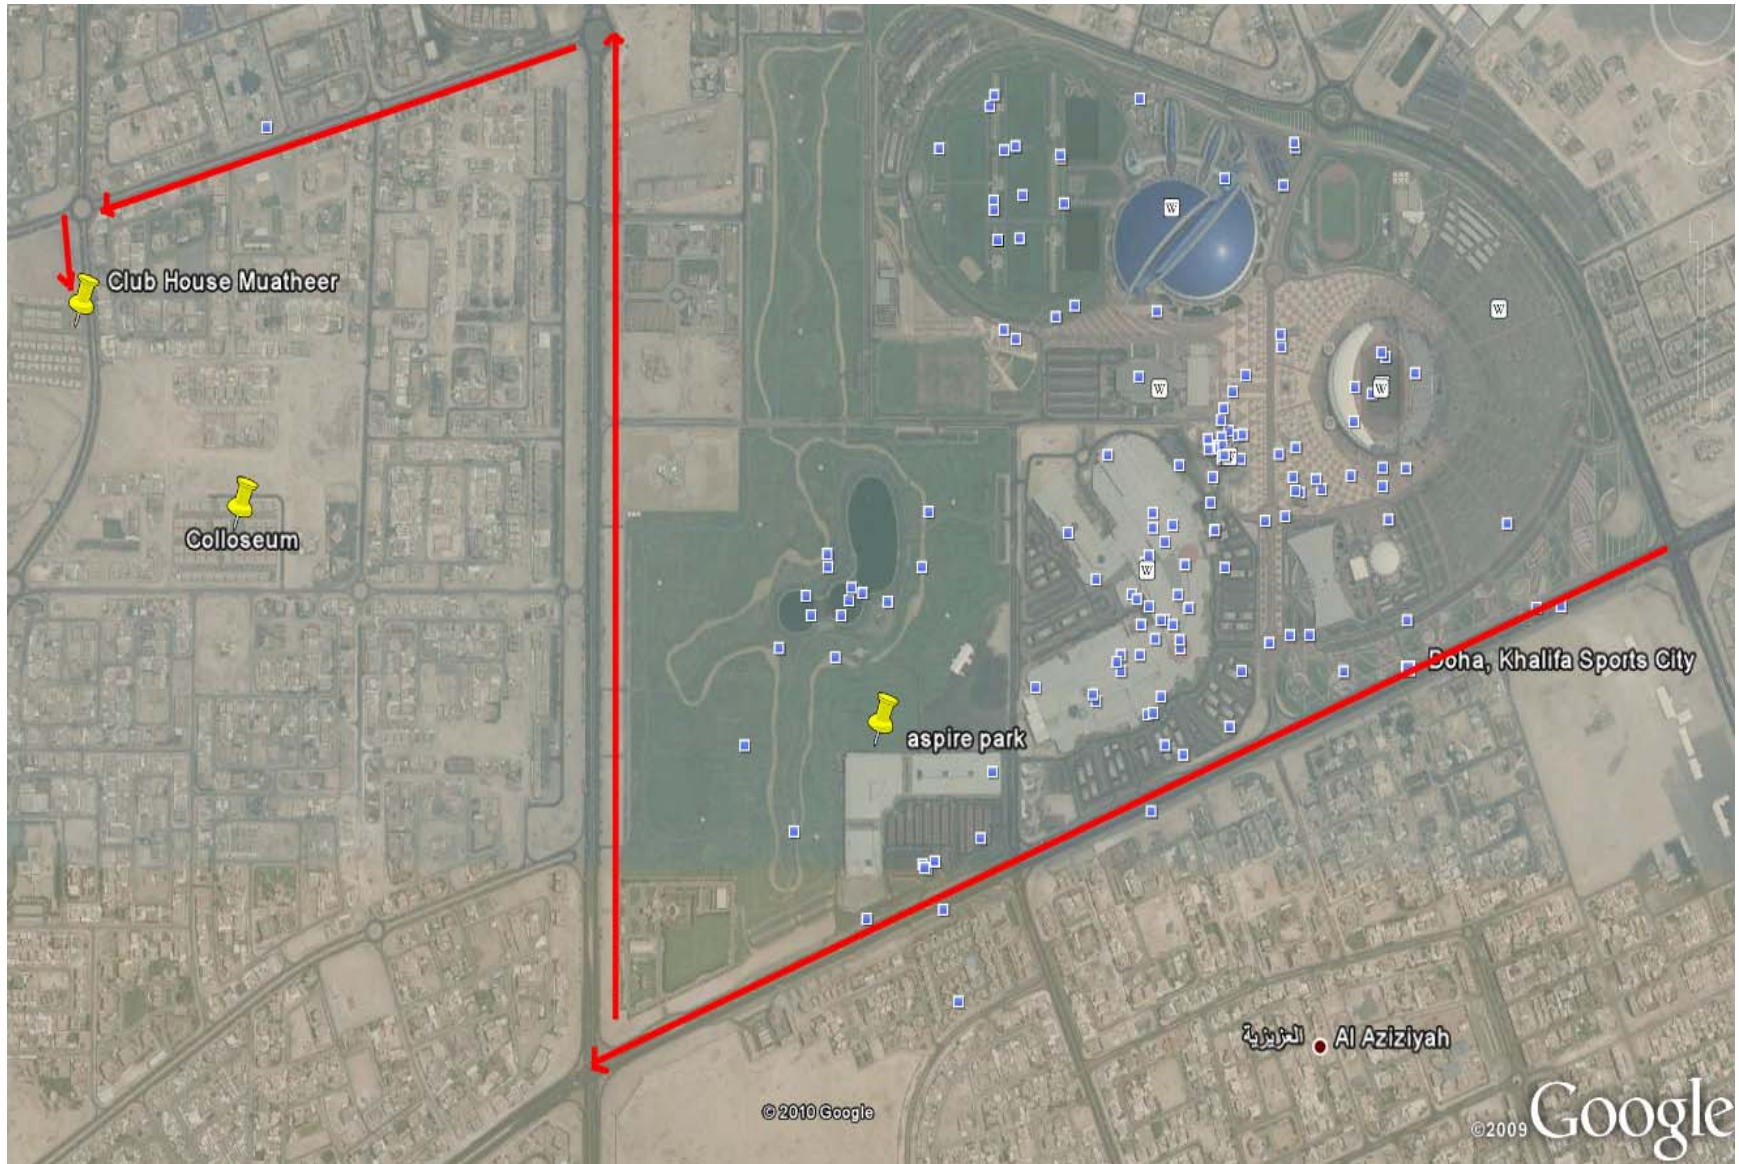 Club House Muatheer
Colloseum
aspire park
Doha, Khalifa Sports City
العزيزية Al Aziziyah
© 2010 Google
©2009 Google
W
W
W
W
W
W